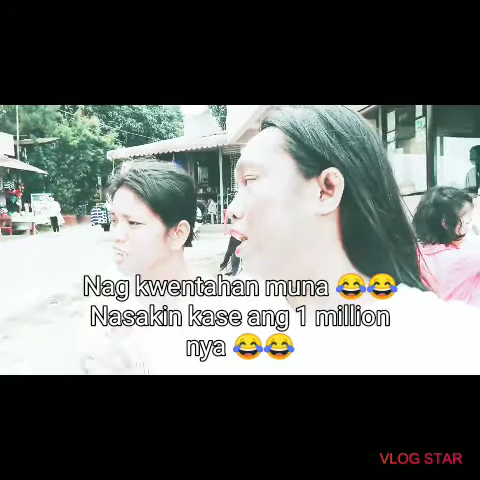 Nag kwentahan muna 😂😂
Nasakin kase ang 1 million
nya 😂😂
VLOG STAR